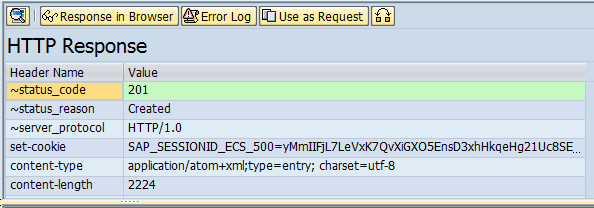 Response in Browser Error Log Use as Request
HTTP Response
Header Name Value
~status_code 201
~status_reason Created
~server_protocol HTTP/1.0
set-cookie SAP_SESSIONID_ECS_500=yMmIIFjL7LeVxK7QvXiGXO5EnsD3xhHkqeHg21Uc8SE_
content-type application/atom+xml;type=entry; charset=utf-8
content-length 2224